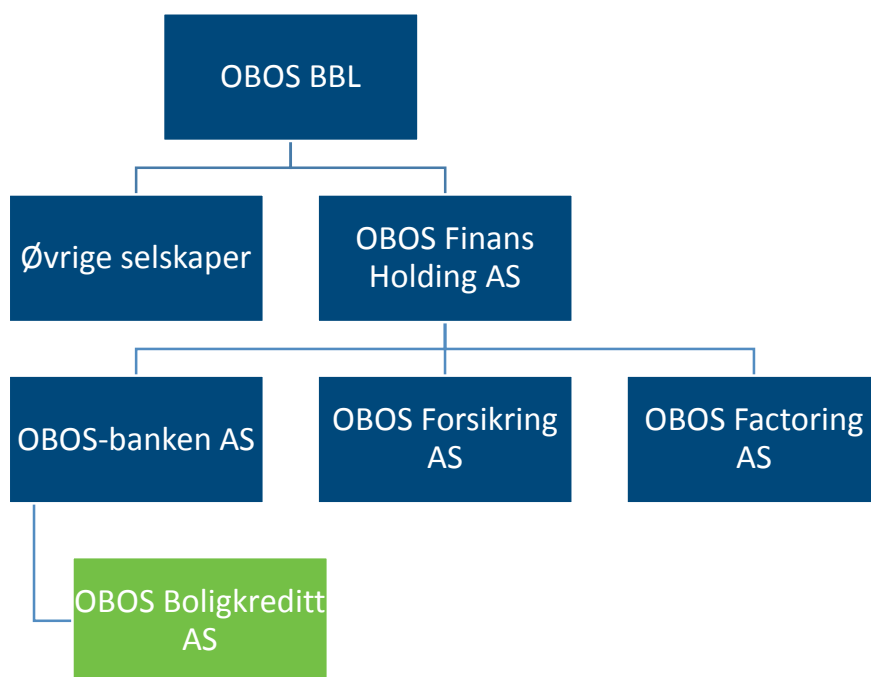 OBOS BBL
Øvrige selskaper
OBOS Finans
Holding AS
OBOS-banken AS
OBOS Forsikring
AS
OBOS Factoring
AS
OBOS Boligkreditt
AS